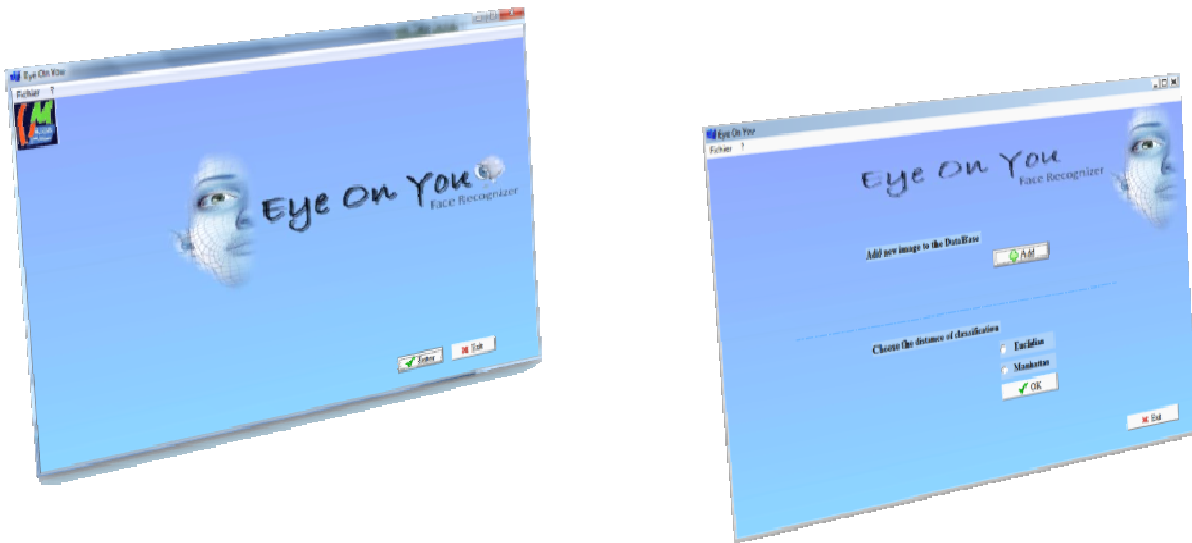 Eye On You
Fichier ?
Eye On You
Face Recognizer
Enter
Exit
Eye On You
Fichier ?
Eye On You
Face Recognizer
Add new image to the DataBase
Add
Choose the distance of classification
Euclidian
Manhattan
OK
Exit